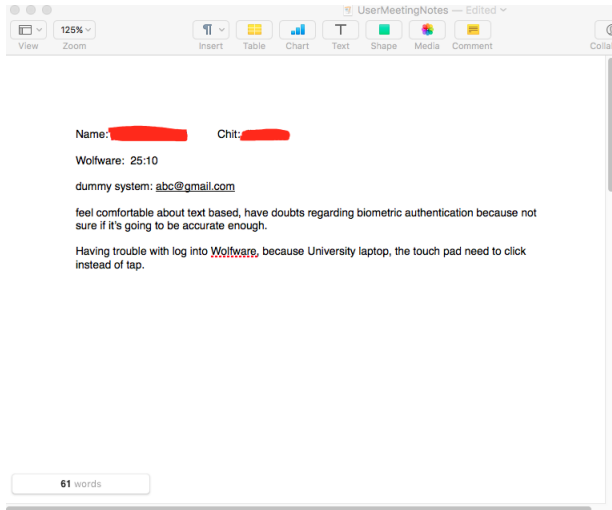 UserMeetingNotes — Edited
125%
View Zoom Insert Table Chart Text Shape Media Comment
Name: Chit:
Wolfware: 25:10
dummy system: abc@gmail.com
feel comfortable about text based, have doubts regarding biometric authentication because not
sure if it's going to be accurate enough.
Having trouble with log into Wolfware, because University laptop, the touch pad need to click
instead of tap.
61 words